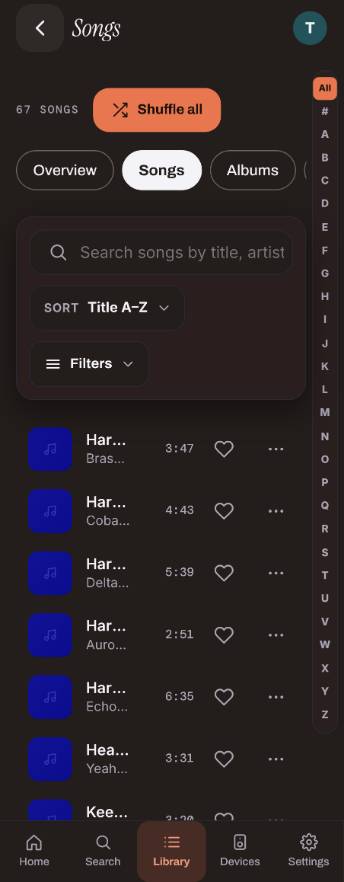 Songs
T
67 SONGS
Shuffle all
Overview
Songs
Albums
Search songs by title, artist
SORT Title A–Z
Filters
Har...
Bras...
3:47
Har...
Coba...
4:43
Har...
Delta...
5:39
Har...
Auro...
2:51
Har...
Echo...
6:35
Hea...
Yeah...
3:31
Kee...
3:20
All
#
A
B
C
D
E
F
G
H
I
J
K
L
M
N
O
P
Q
R
S
T
U
V
W
X
Y
Z
Home
Search
Library
Devices
Settings